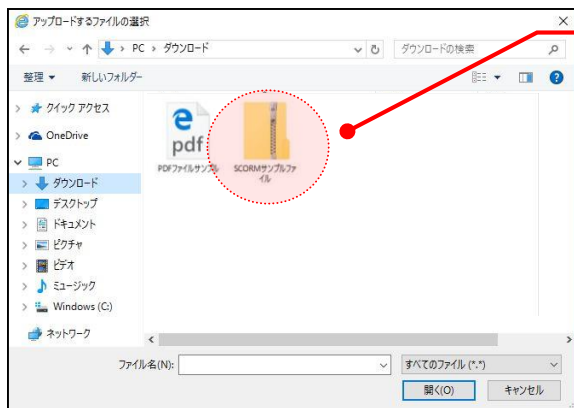 アップロードするファイルの選択
PC > ダウンロード
ダウンロードの検索
整理 新しいフォルダー
クイック アクセス
OneDrive
PC
ダウンロード
デスクトップ
ドキュメント
ピクチャ
ビデオ
ミュージック
Windows (C:)
ネットワーク
pdf
PDFファイルサンプル
SCORMサンプルファ
イル
ファイル名(N):
すべてのファイル (*.*)
開く(O) キャンセル